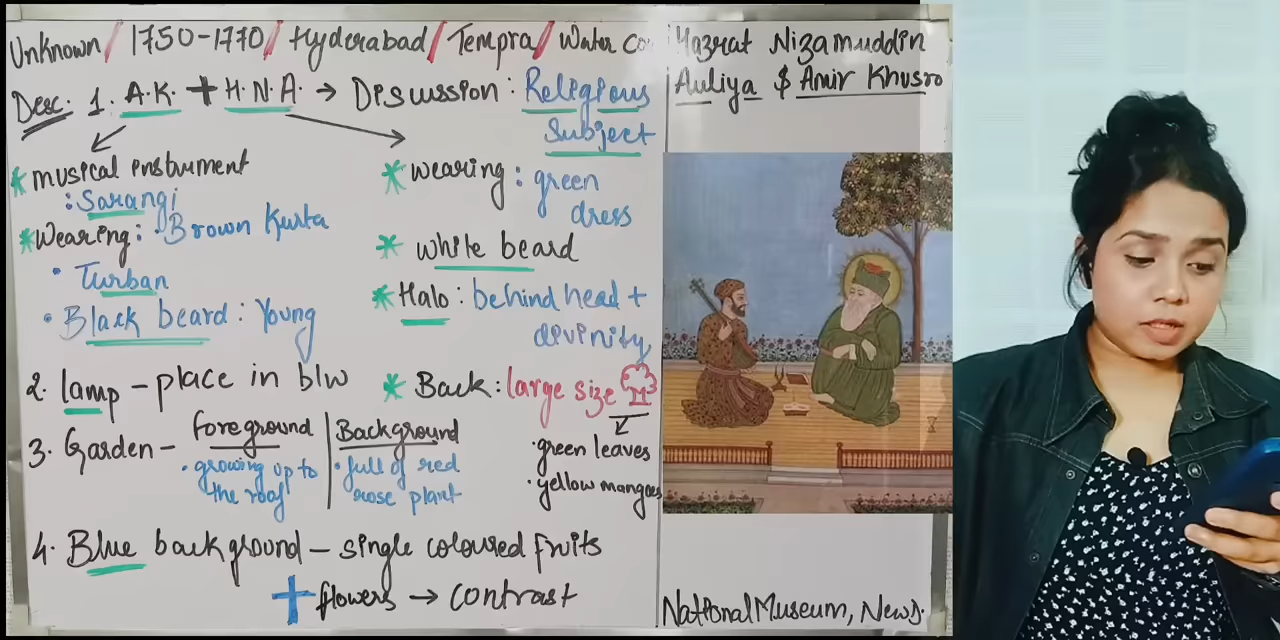 Unknown / 1750-1770 / Hyderabad / Tempra / Water Co
Hazrat Nizamuddin
Auliya & Amir Khusro
Desc. 1. A.K. + H.N.A. → Discussion : Religious
Subject
* musical instrument
: Sarangi
* Wearing : • Brown Kurta
• Turban
• Black beard : Young
* wearing : green
dress
* white beard
* Halo : behind head +
divinity
* Back : large size
• green leaves
• yellow mangoes
2. lamp - place in blw
3. Garden - foreground | Background
• growing up to
the roof
• full of red
rose plant
4. Blue background - single coloured fruits
+ flowers → contrast
National Museum, New D.